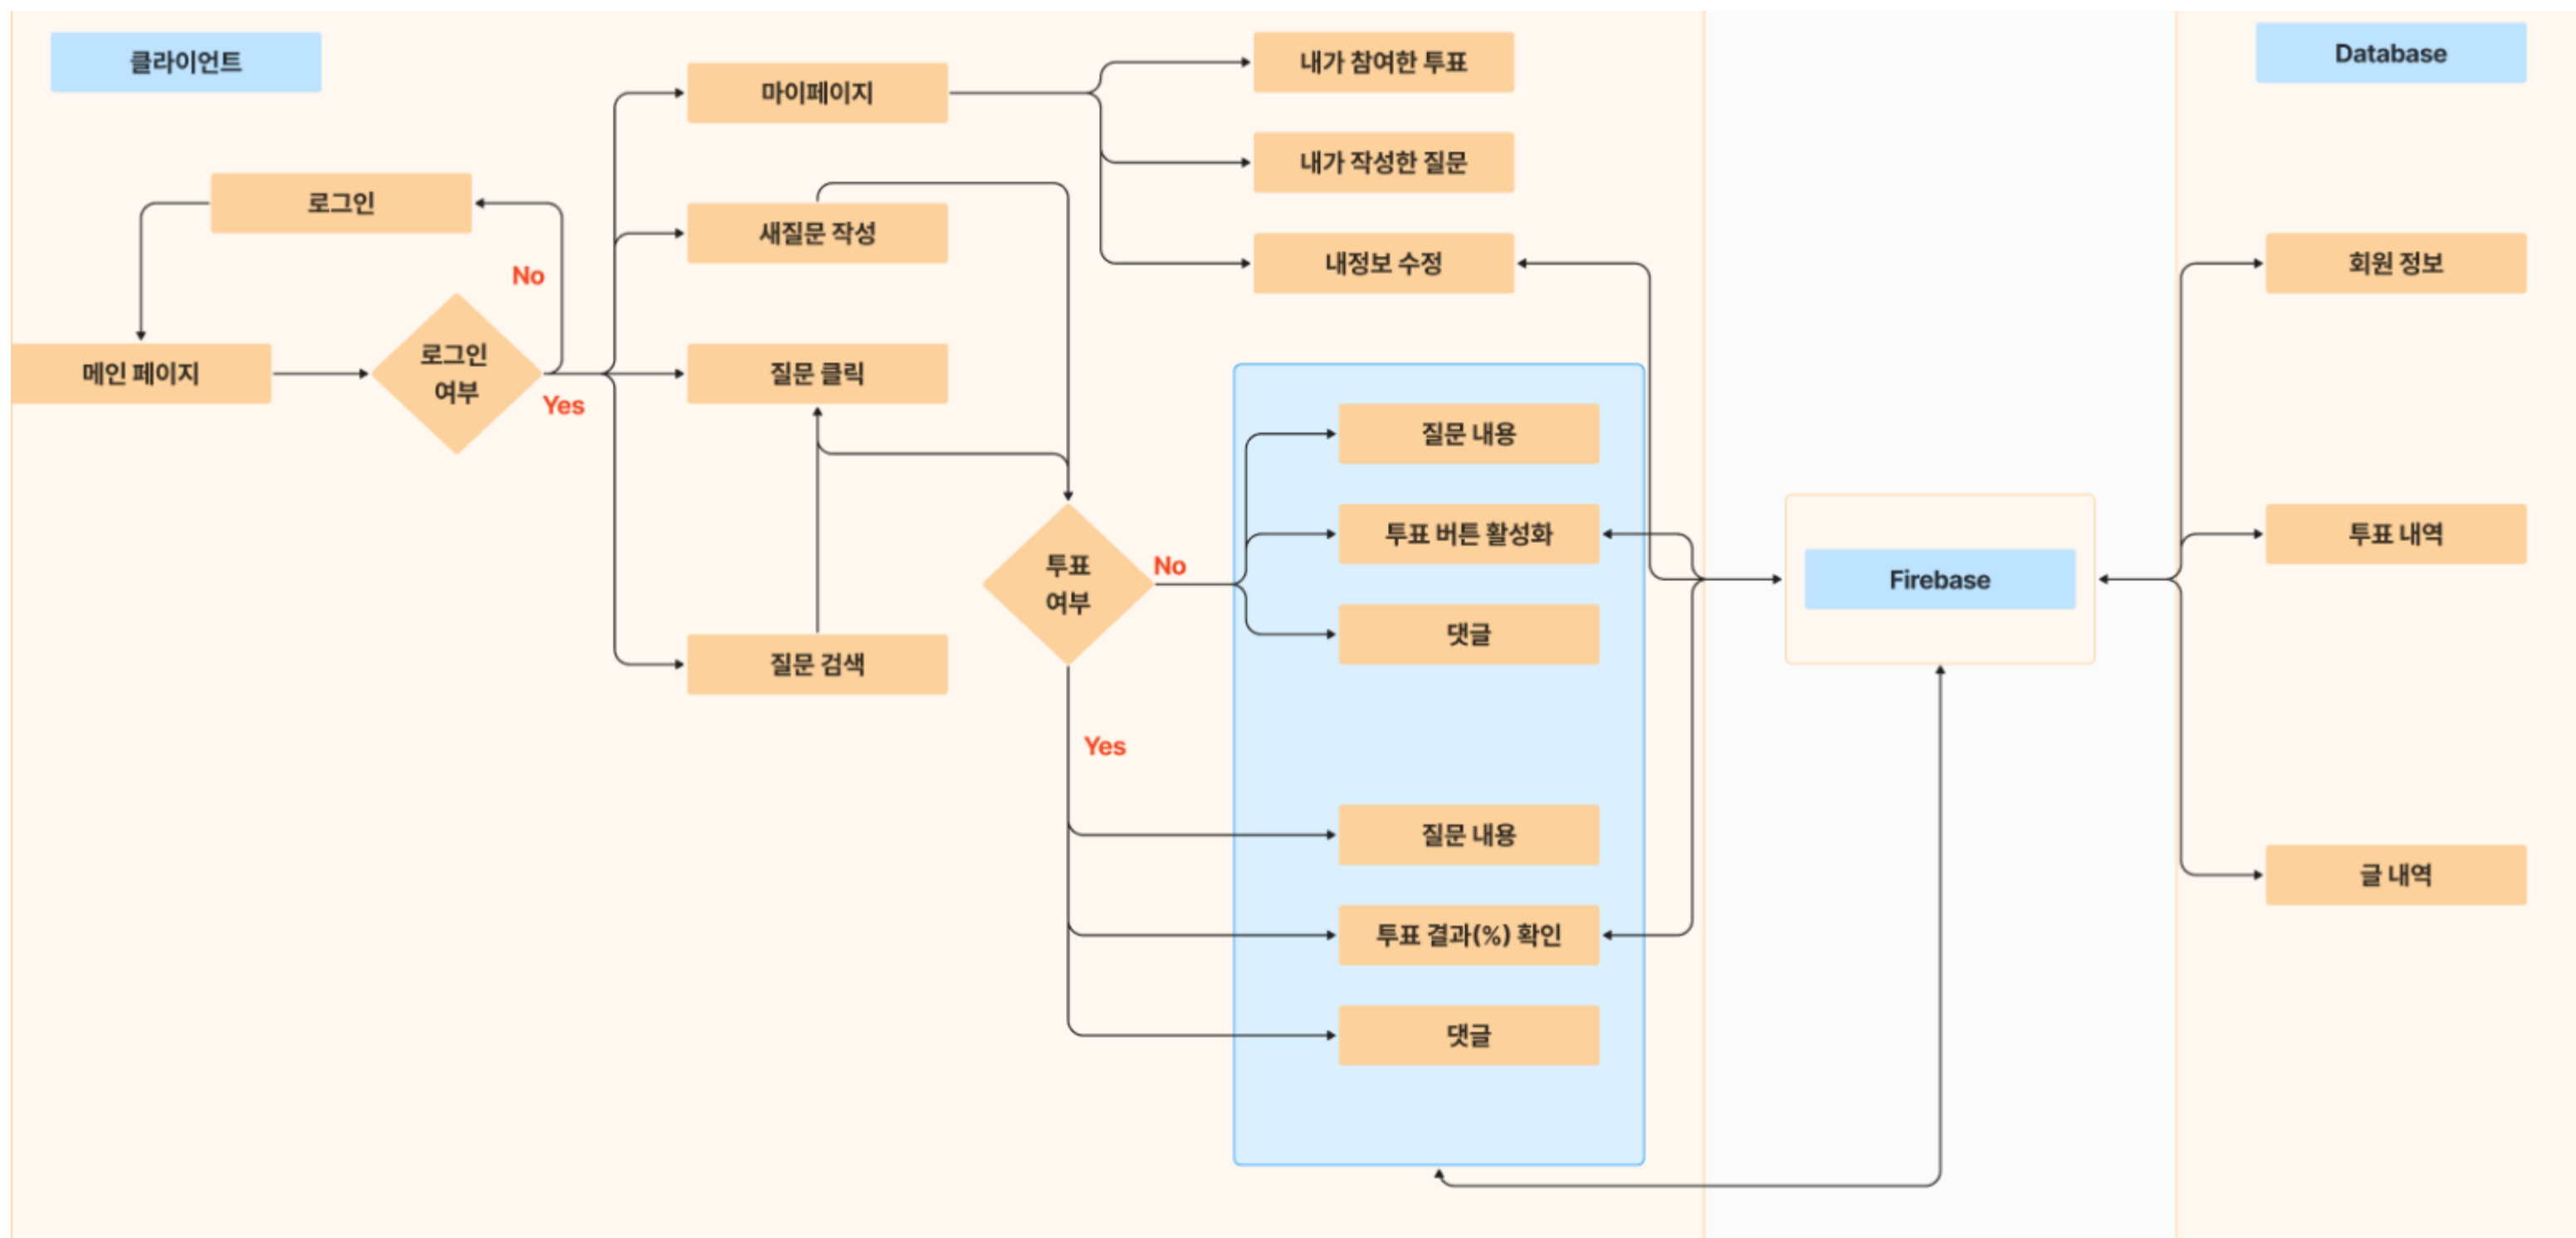 클라이언트
Database
내가 참여한 투표
마이페이지
내가 작성한 질문
로그인
새질문 작성
내정보 수정
회원 정보
No
메인 페이지
로그인
여부
질문 클릭
Yes
질문 내용
투표 버튼 활성화
투표 내역
투표
여부
No
Firebase
댓글
질문 검색
Yes
질문 내용
글 내역
투표 결과(%) 확인
댓글